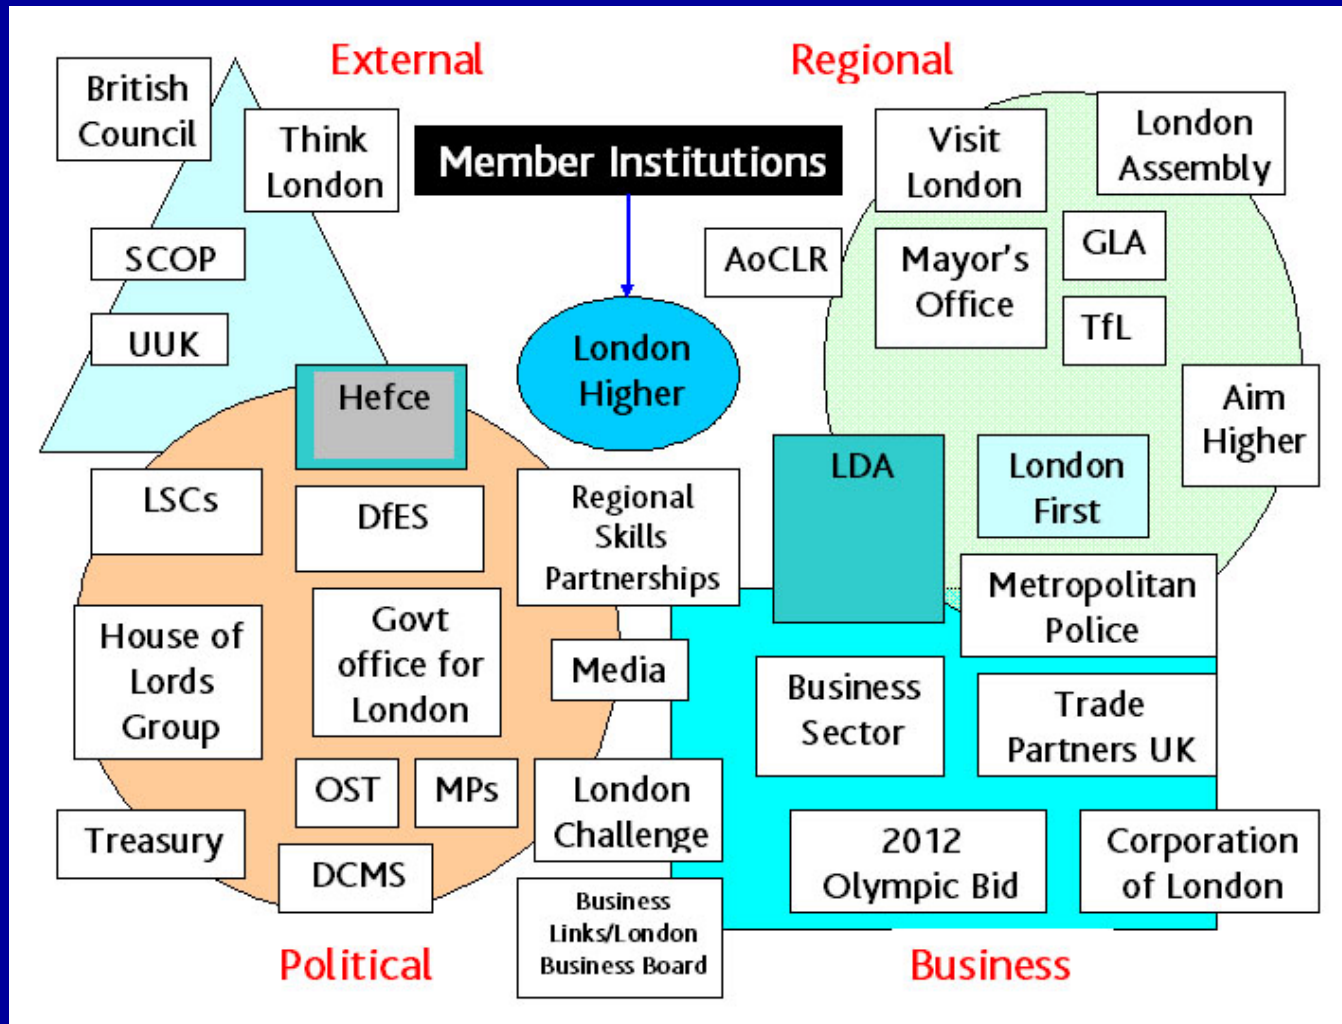 External
Regional
British
Council
Think
London
Member Institutions
Visit
London
London
Assembly
SCOP
AoCLR
Mayor's
Office
GLA
UUK
TfL
London
Higher
Hefce
Aim
Higher
LSCs
DfES
Regional
Skills
Partnerships
LDA
London
First
House of
Lords
Group
Govt
office for
London
Media
Metropolitan
Police
Business
Sector
Trade
Partners UK
OST
MPs
London
Challenge
Treasury
DCMS
2012
Olympic Bid
Corporation
of London
Business
Links/London
Business Board
Political
Business